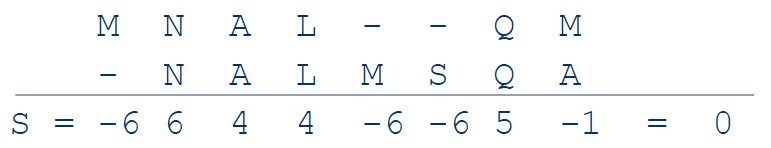 M N A L - - Q M
- N A L M S Q A
S = -6 6 4 4 -6 -6 5 -1 = 0